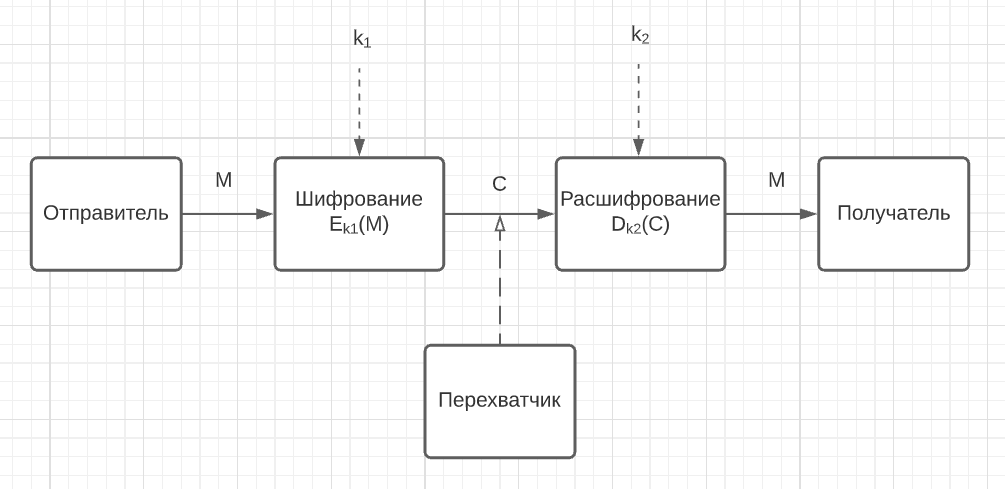 k₁
k₂
M
C
M
Отправитель
Шифрование
Eₖ₁(M)
Расшифрование
Dₖ₂(C)
Получатель
Перехватчик